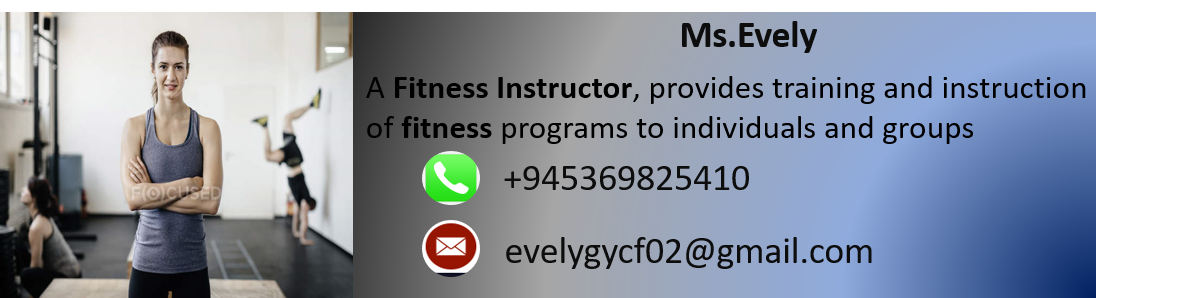 Ms.Evely
A Fitness Instructor, provides training and instruction
of fitness programs to individuals and groups
+945369825410
evelygycf02@gmail.com
F(O)CUSED